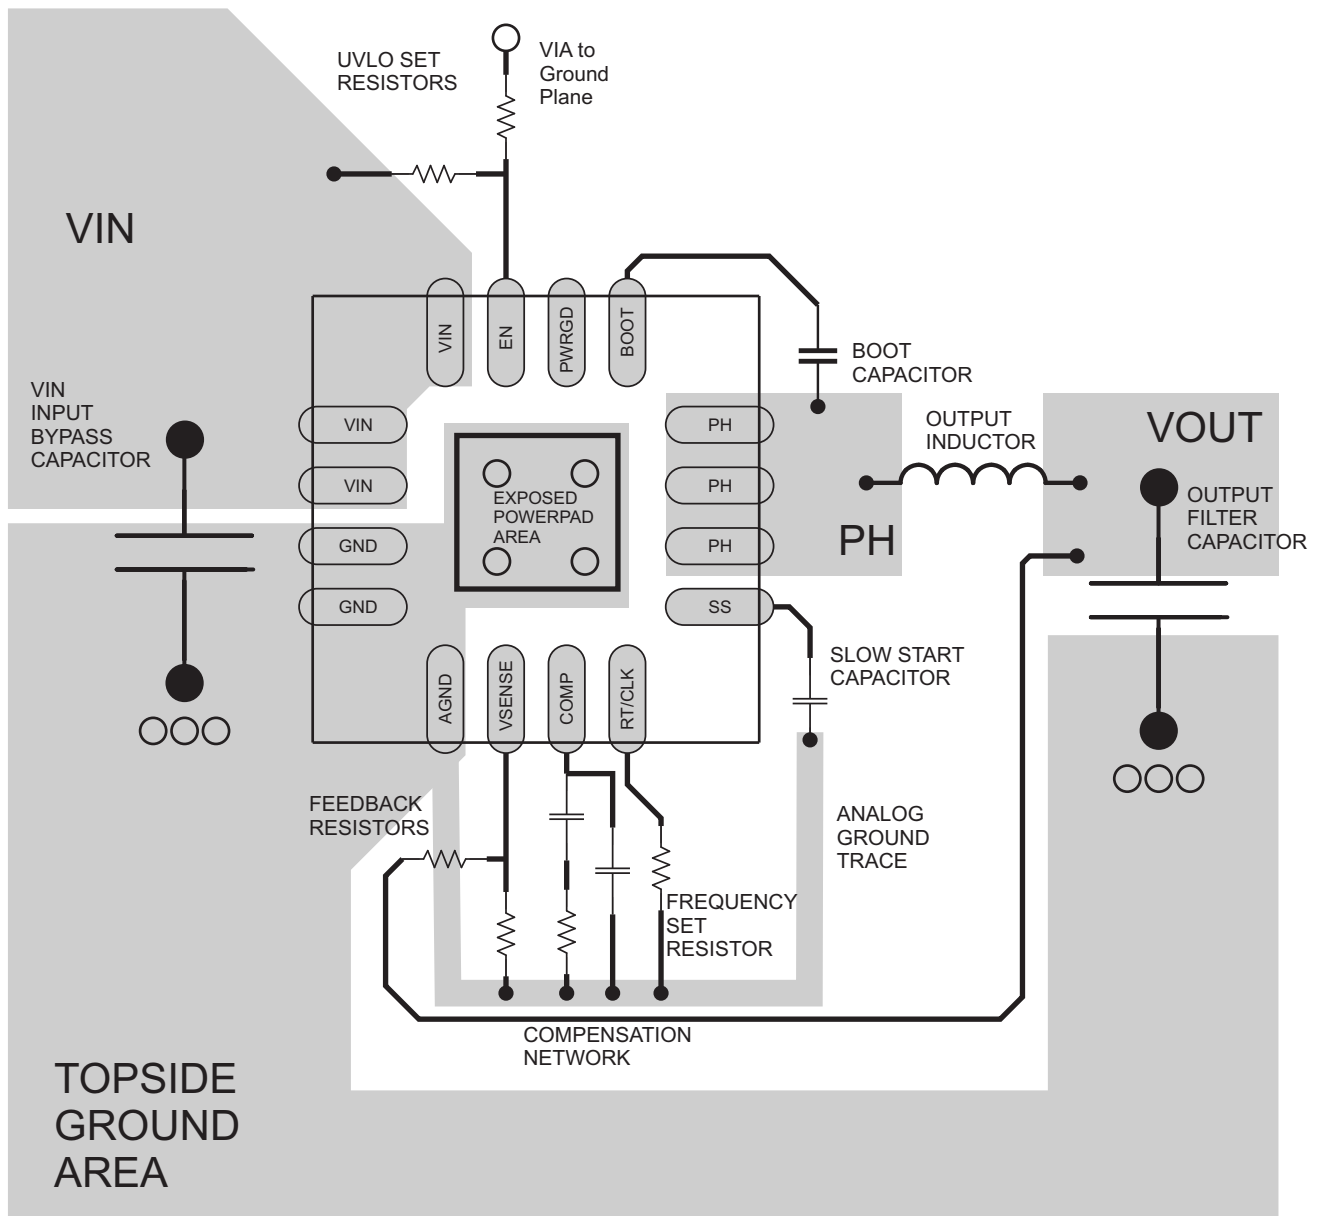 UVLO SET
RESISTORS
VIA to
Ground
Plane
VIN
VIN
EN
PWRGD
BOOT
BOOT
CAPACITOR
VIN
INPUT
BYPASS
CAPACITOR
VIN
VIN
GND
GND
EXPOSED
POWERPAD
AREA
PH
PH
PH
SS
PH
OUTPUT
INDUCTOR
VOUT
OUTPUT
FILTER
CAPACITOR
SLOW START
CAPACITOR
AGND
VSENSE
COMP
RT/CLK
FEEDBACK
RESISTORS
ANALOG
GROUND
TRACE
FREQUENCY
SET
RESISTOR
COMPENSATION
NETWORK
TOPSIDE
GROUND
AREA